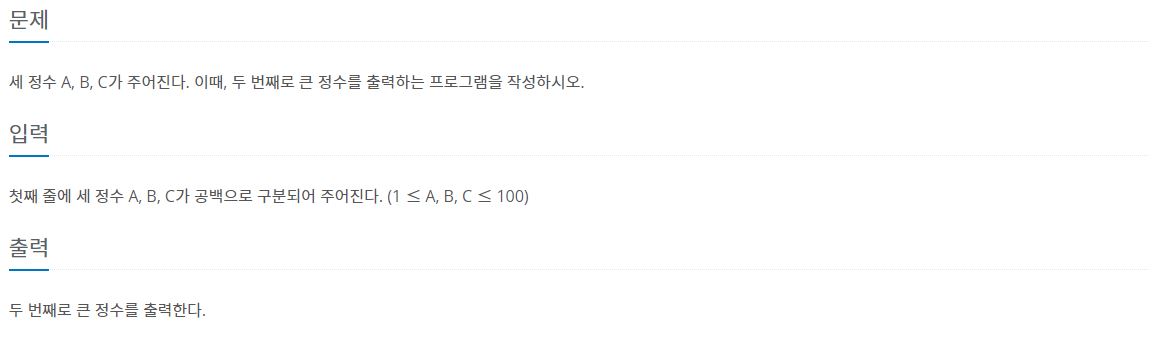 문제
세 정수 A, B, C가 주어진다. 이때, 두 번째로 큰 정수를 출력하는 프로그램을 작성하시오.
입력
첫째 줄에 세 정수 A, B, C가 공백으로 구분되어 주어진다. (1 ≤ A, B, C ≤ 100)
출력
두 번째로 큰 정수를 출력한다.